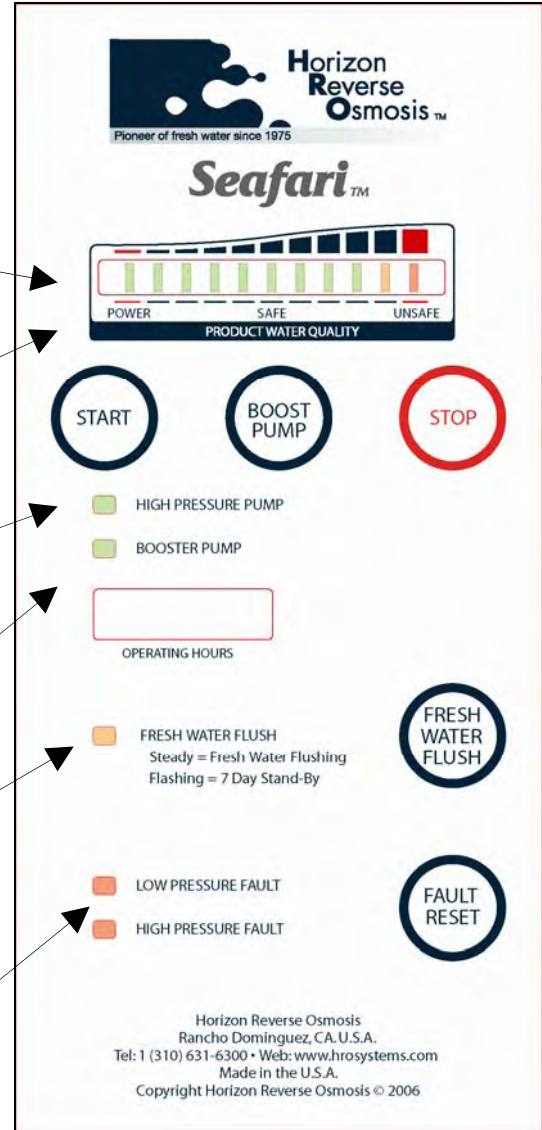 Horizon
Reverse
Osmosis TM
Pioneer of fresh water since 1975
Seafari TM
POWER SAFE UNSAFE
PRODUCT WATER QUALITY
START
BOOST
PUMP
STOP
HIGH PRESSURE PUMP
BOOSTER PUMP
OPERATING HOURS
FRESH WATER FLUSH
Steady = Fresh Water Flushing
Flashing = 7 Day Stand-By
FRESH
WATER
FLUSH
LOW PRESSURE FAULT
HIGH PRESSURE FAULT
FAULT
RESET
Horizon Reverse Osmosis
Rancho Dominguez, CA. U.S.A.
Tel: 1 (310) 631-6300 • Web: www.hrosystems.com
Made in the U.S.A.
Copyright Horizon Reverse Osmosis © 2006